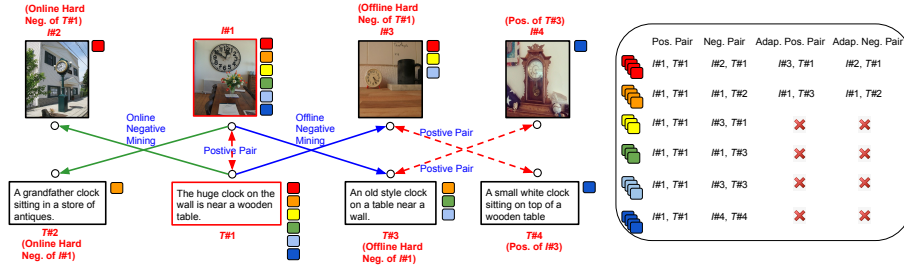 (Online Hard
Neg. of T#1)
I#2
I#1
(Offline Hard
Neg. of T#1)
I#3
(Pos. of T#3)
I#4
Online
Negative
Mining
Offline
Negative
Mining
Postive Pair
Postive Pair
Postive Pair
A grandfather clock
sitting in a store of
antiques.
The huge clock on the
wall is near a wooden
table.
An old style clock
on a table near a
wall.
A small white clock
sitting on top of a
wooden table
T#2
(Online Hard
Neg. of I#1)
T#1
T#3
(Offline Hard
Neg. of I#1)
T#4
(Pos. of I#3)
Pos. Pair Neg. Pair Adap. Pos. Pair Adap. Neg. Pair
I#1, T#1 I#2, T#1 I#3, T#1 I#2, T#1
I#1, T#1 I#1, T#2 I#1, T#3 I#1, T#2
I#1, T#1 I#3, T#1
I#1, T#1 I#1, T#3
I#1, T#1 I#3, T#3
I#1, T#1 I#4, T#4